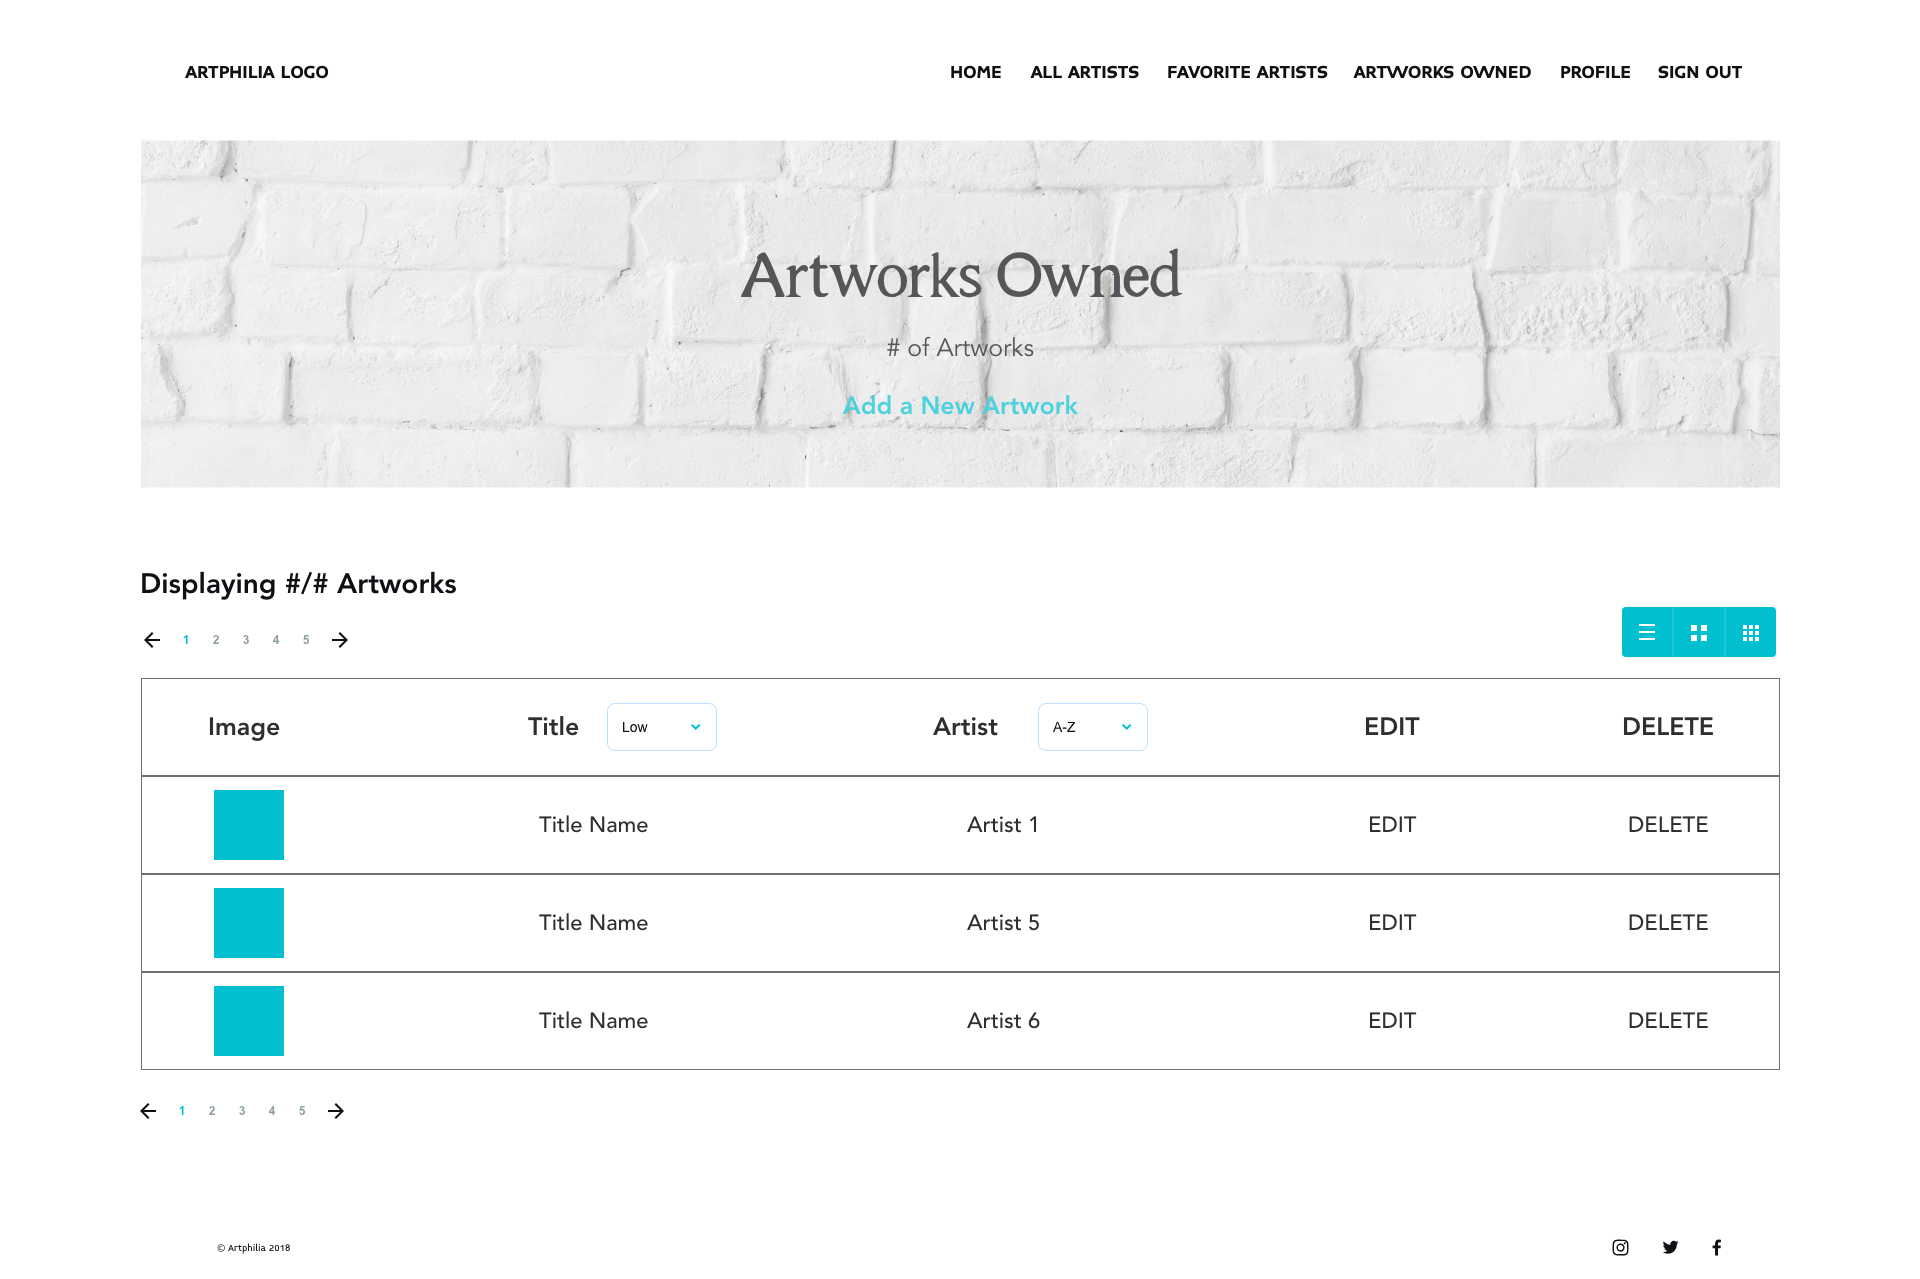 ARTPHILIA LOGO HOME ALL ARTISTS FAVORITE ARTISTS ARTWORKS OWNED PROFILE SIGN OUT
Artworks Owned
# of Artworks
Add a New Artwork
Displaying #/# Artworks
1 2 3 4 5
Image Title Low Artist A-Z EDIT DELETE
Title Name Artist 1 EDIT DELETE
Title Name Artist 5 EDIT DELETE
Title Name Artist 6 EDIT DELETE
1 2 3 4 5
© Artphilia 2018